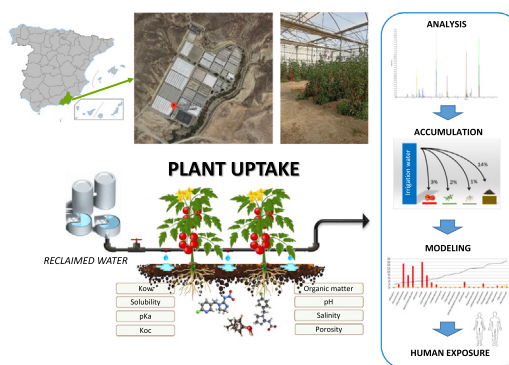 ANALYSIS
ACCUMULATION
Irrigation water
14%
3%
2%
1%
PLANT UPTAKE
RECLAIMED WATER
Kow
Solubility
pKa
Koc
Organic matter
pH
Salinity
Porosity
MODELING
HUMAN EXPOSURE